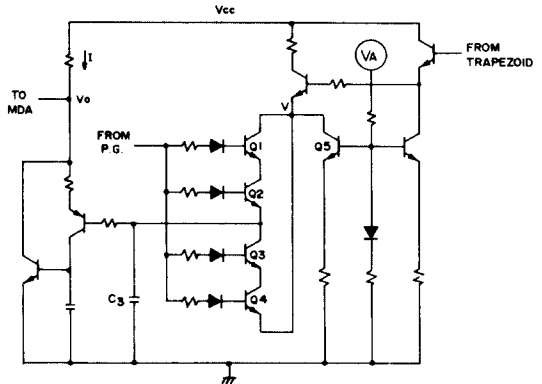 Vcc
I
FROM
TRAPEZOID
VA
TO
MDA
Vo
V
FROM
P.G.
Q1
Q5
Q2
Q3
C3
Q4